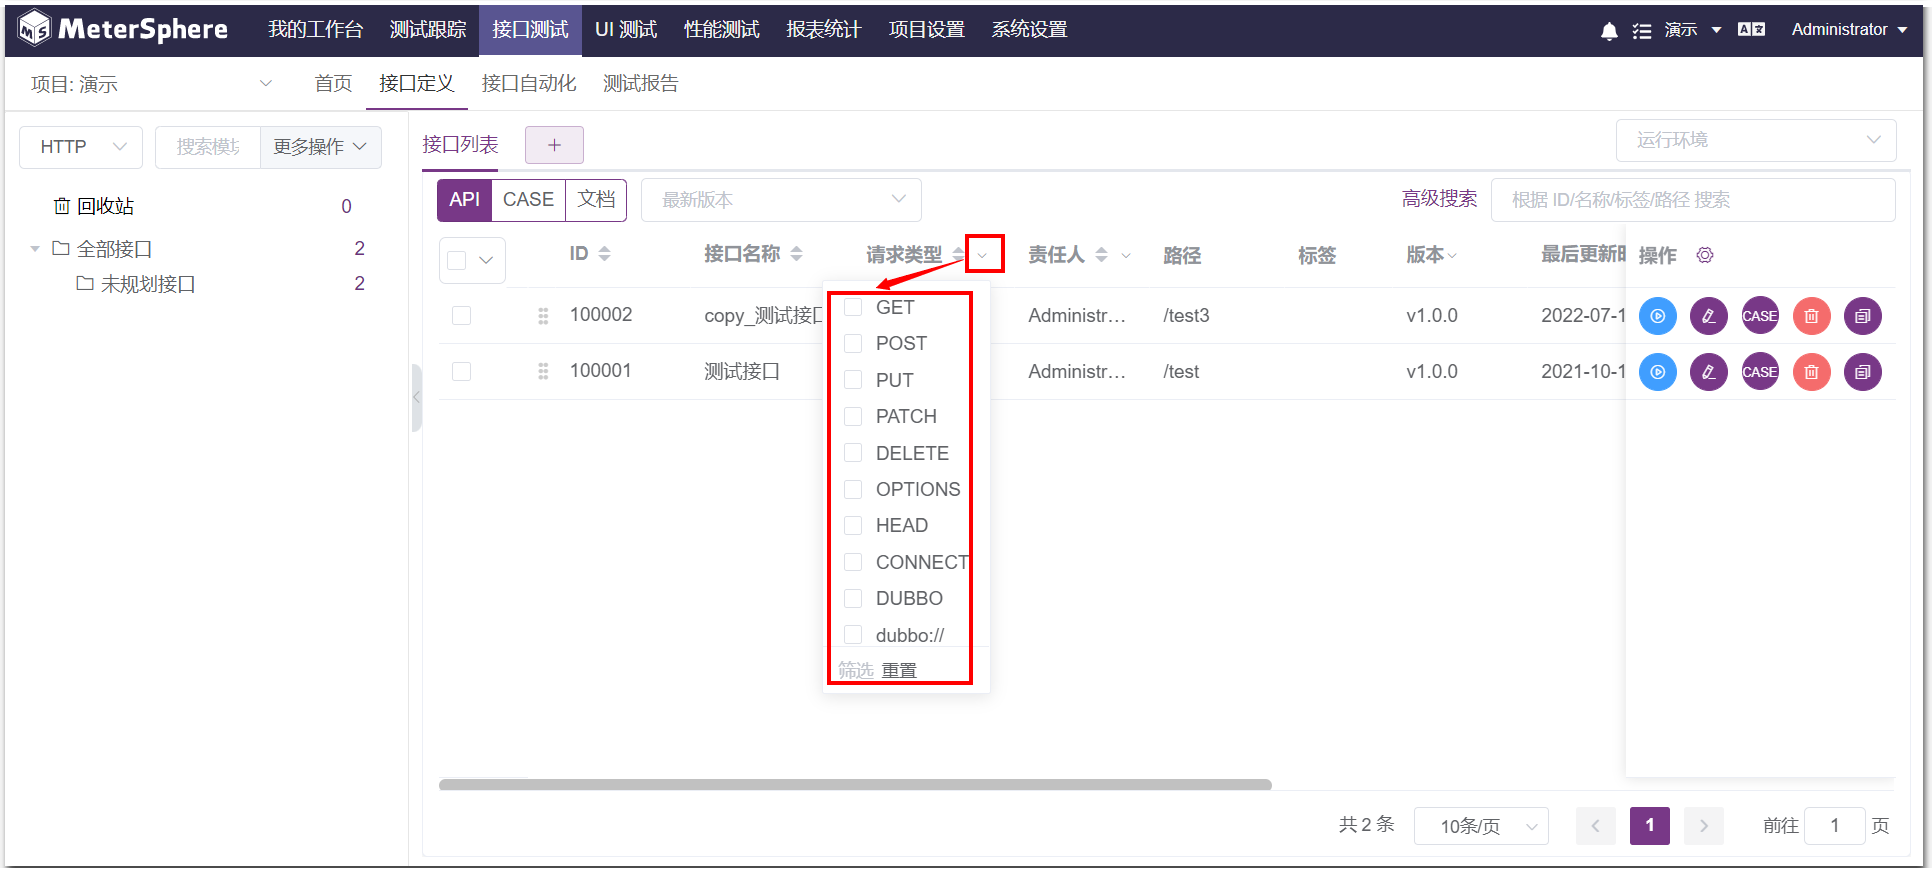 MeterSphere 我的工作台 测试跟踪 接口测试 UI 测试 性能测试 报表统计 项目设置 系统设置 演示 Administrator
项目: 演示 首页 接口定义 接口自动化 测试报告
HTTP 搜索模块 更多操作 接口列表 + 运行环境
API CASE 文档 最新版本 高级搜索 根据 ID/名称/标签/路径 搜索
回收站 0
全部接口 2
未规划接口 2
ID 接口名称 请求类型 责任人 路径 标签 版本 最后更新时 操作
100002 copy_测试接口 Administr... /test3 v1.0.0 2022-07-1 CASE
100001 测试接口 Administr... /test v1.0.0 2021-10-1 CASE
GET
POST
PUT
PATCH
DELETE
OPTIONS
HEAD
CONNECT
DUBBO
dubbo://
筛选 重置
共 2 条 10条/页 1 前往 1 页